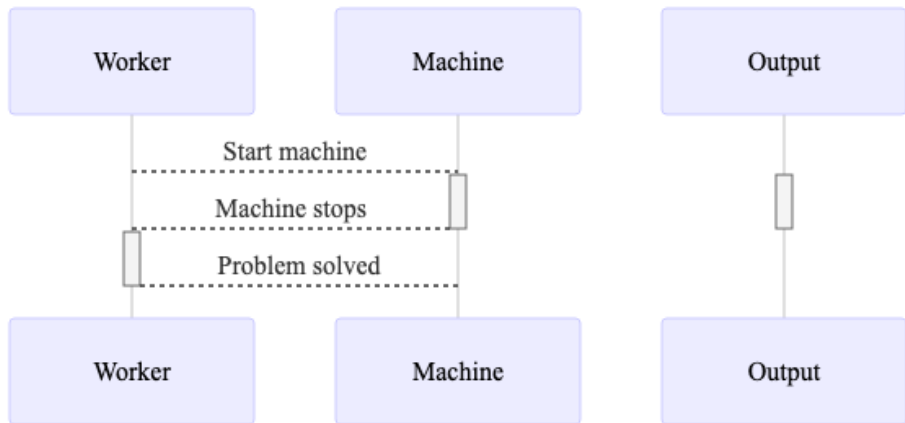 Worker
Machine
Output
Start machine
Machine stops
Problem solved
Worker
Machine
Output